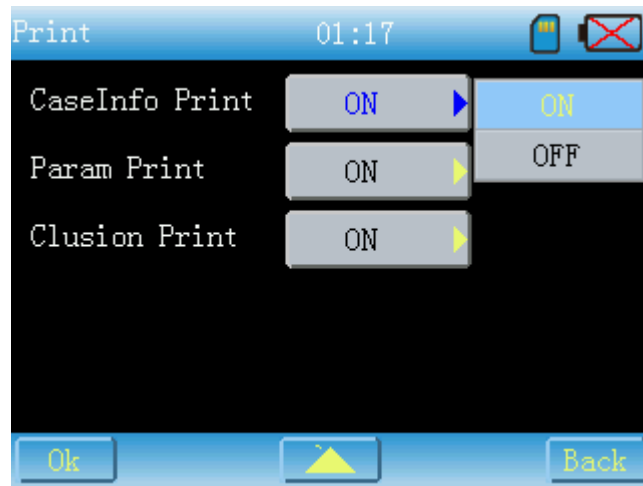 Print 01:17
CaseInfo Print ON ON
OFF
Param Print ON
Clusion Print ON
Ok Back